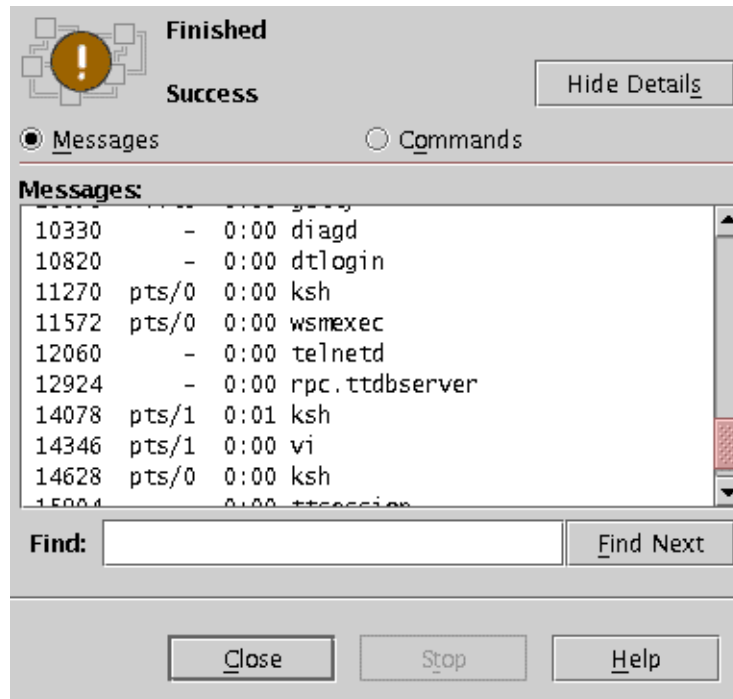 Finished
Success
Hide Details
Messages
Commands
Messages:
10330 - 0:00 diagd
10820 - 0:00 dtlogin
11270 pts/0 0:00 ksh
11572 pts/0 0:00 wsmexec
12060 - 0:00 telnetd
12924 - 0:00 rpc.ttdbserver
14078 pts/1 0:01 ksh
14346 pts/1 0:00 vi
14628 pts/0 0:00 ksh
Find:
Find Next
Close
Stop
Help